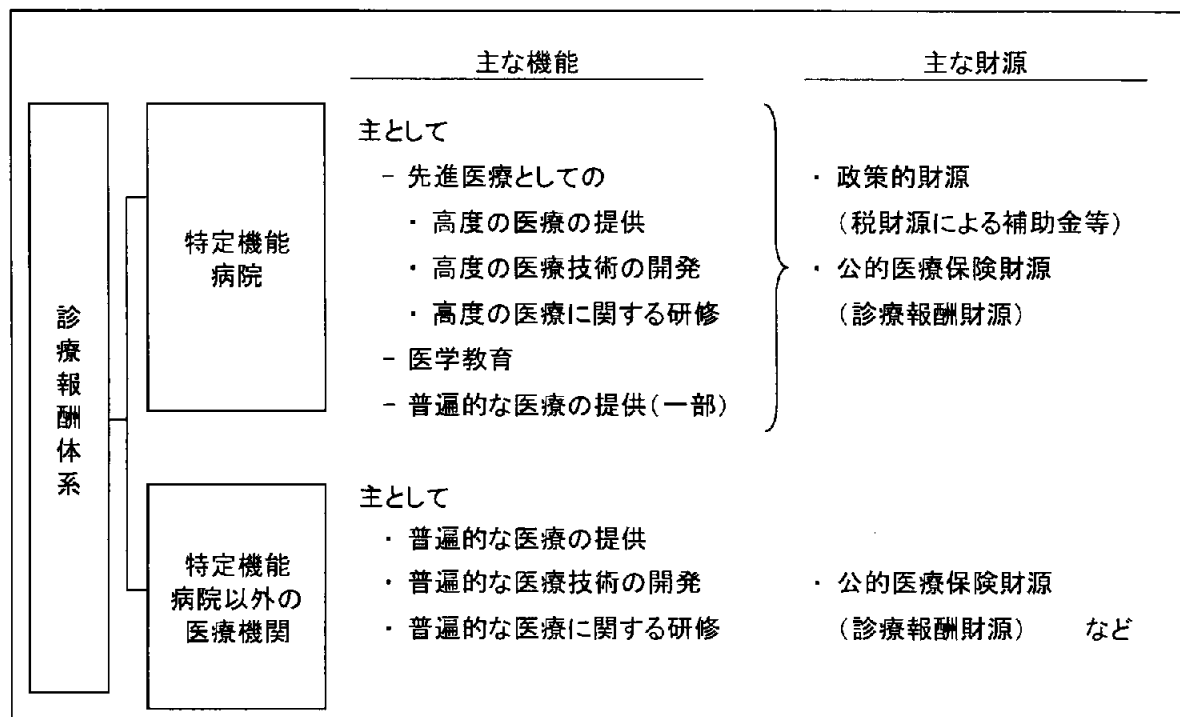 主な機能
主な財源
診療報酬体系
特定機能
病院
主として
－ 先進医療としての
・ 高度の医療の提供
・ 高度の医療技術の開発
・ 高度の医療に関する研修
－ 医学教育
－ 普遍的な医療の提供(一部)
・ 政策的財源
(税財源による補助金等)
・ 公的医療保険財源
(診療報酬財源)
特定機能
病院以外の
医療機関
主として
・ 普遍的な医療の提供
・ 普遍的な医療技術の開発
・ 普遍的な医療に関する研修
・ 公的医療保険財源
(診療報酬財源) など